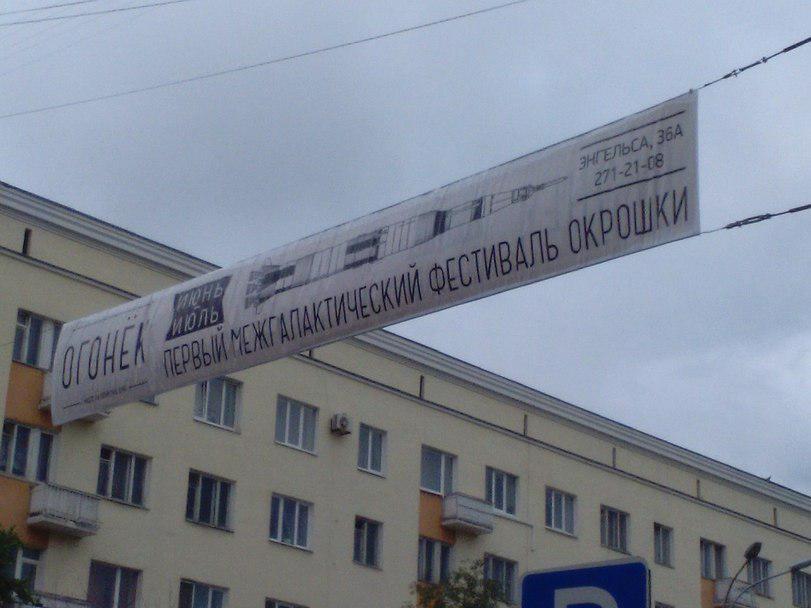 ОГОНЁК
ИЮНЬ
ИЮЛЬ
ПЕРВЫЙ МЕЖГАЛАКТИЧЕСКИЙ ФЕСТИВАЛЬ ОКРОШКИ
ЭНГЕЛЬСА, 36А
271-21-08
P